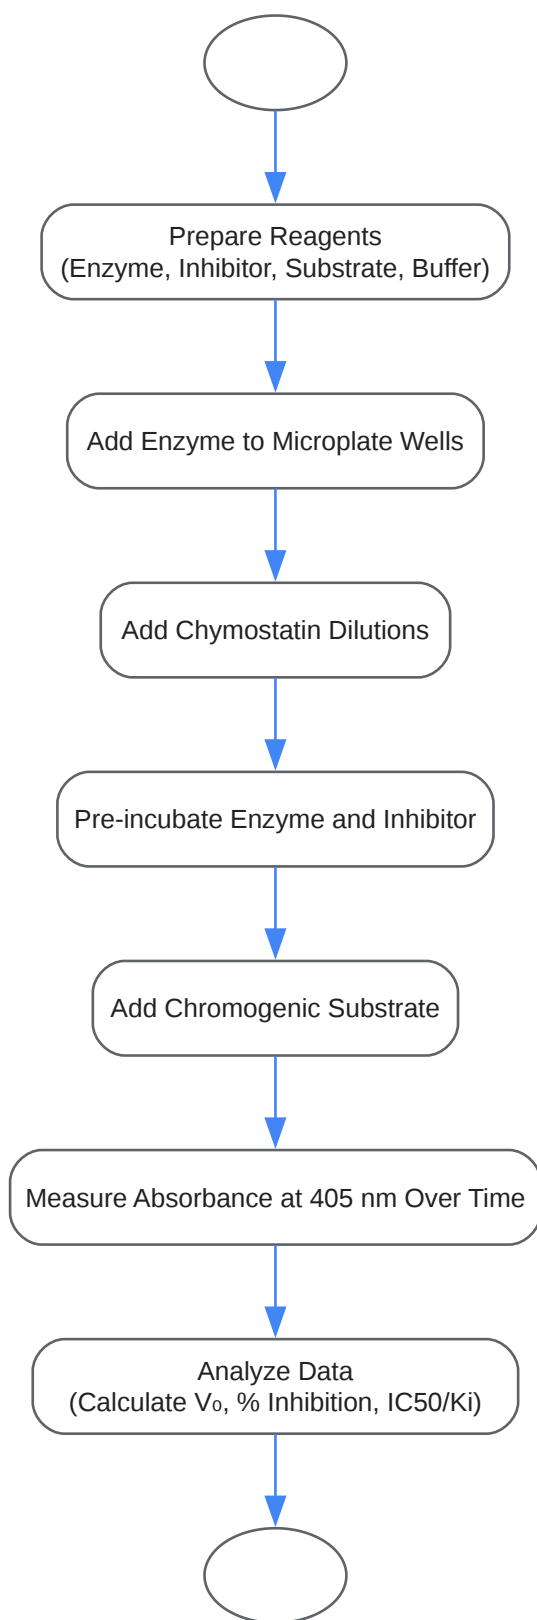 Prepare Reagents
(Enzyme, Inhibitor, Substrate, Buffer)
Add Enzyme to Microplate Wells
Add Chymostatin Dilutions
Pre-incubate Enzyme and Inhibitor
Add Chromogenic Substrate
Measure Absorbance at 405 nm Over Time
Analyze Data
(Calculate V₀, % Inhibition, IC50/Ki)